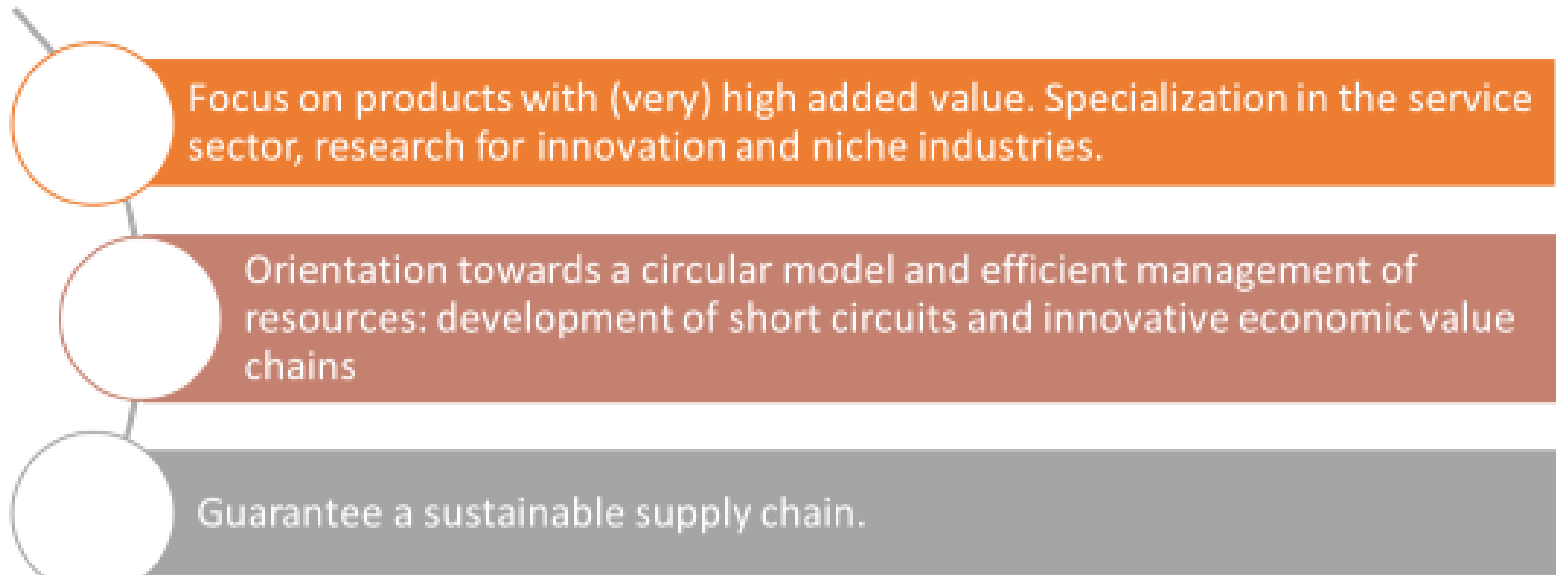 Focus on products with (very) high added value. Specialization in the service
sector, research for innovation and niche industries.
Orientation towards a circular model and efficient management of
resources: development of short circuits and innovative economic value
chains
Guarantee a sustainable supply chain.